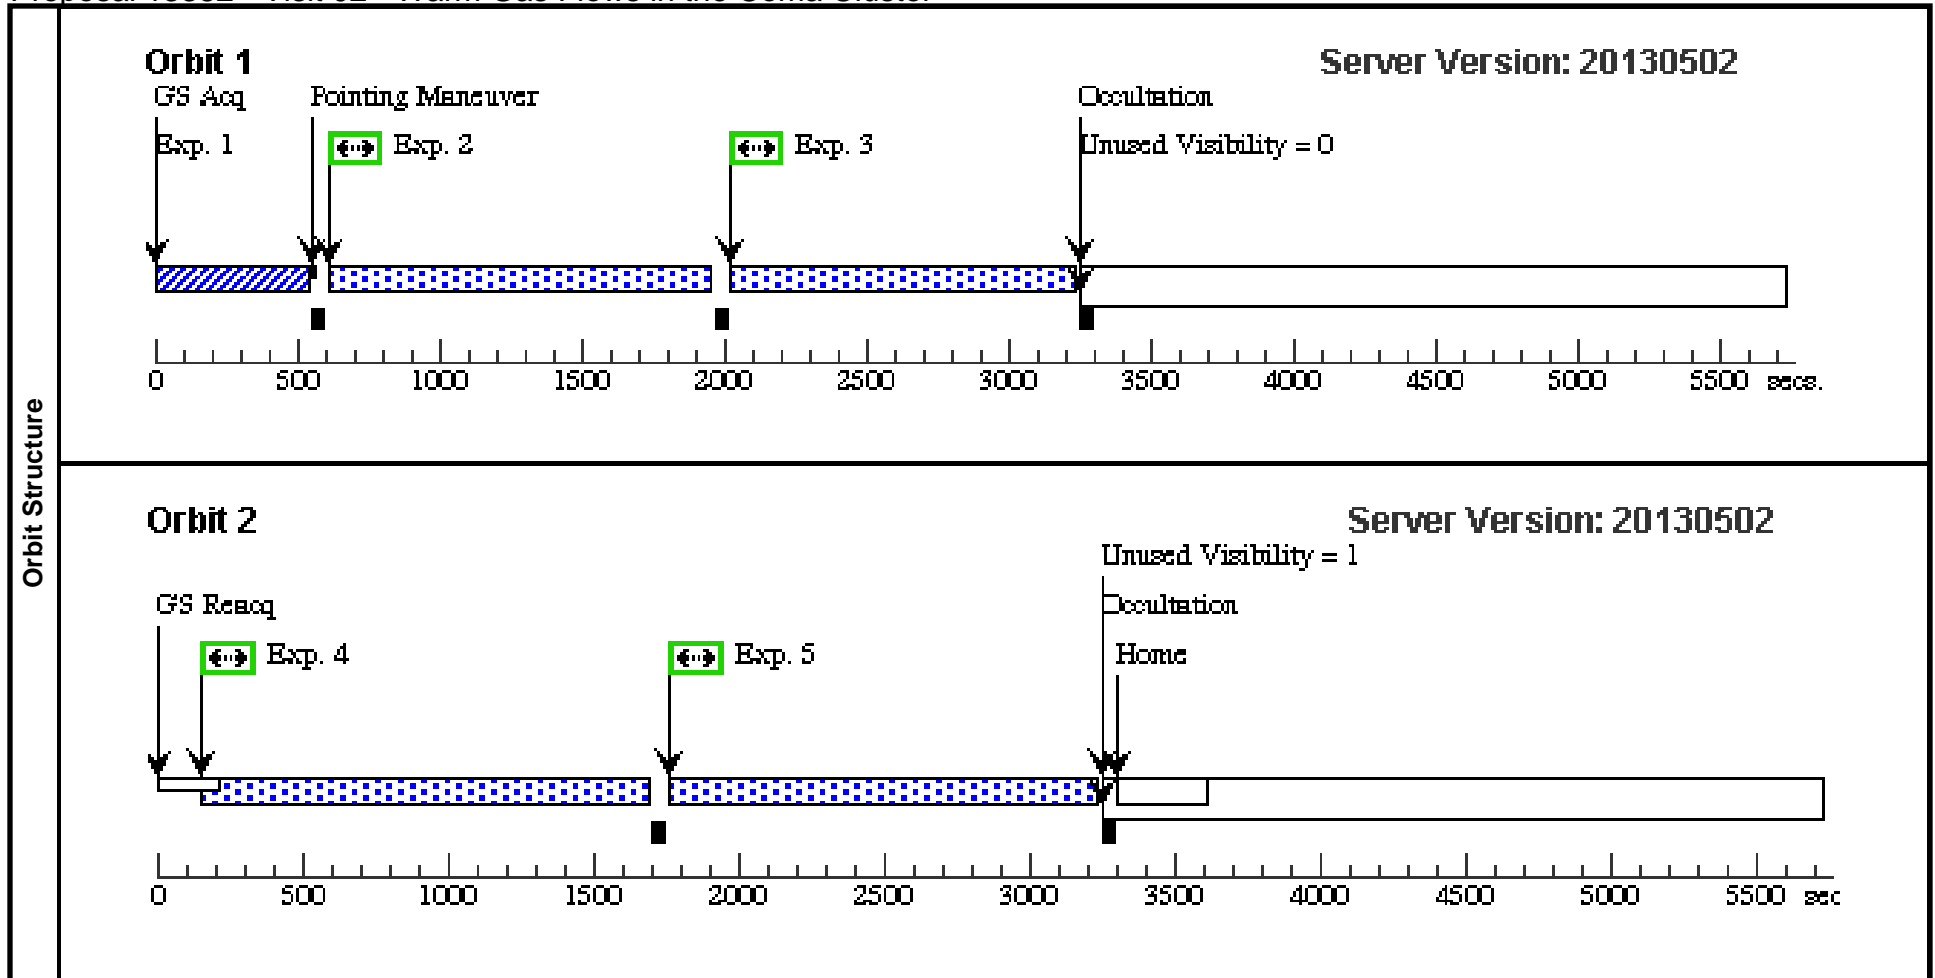 Orbit Structure
Orbit 1
Server Version: 20130502
GS Acq Pointing Maneuver Occultation
Exp. 1 Exp. 2 Exp. 3 Unused Visibility = 0
0 500 1000 1500 2000 2500 3000 3500 4000 4500 5000 5500 secs.
Orbit 2
Server Version: 20130502
Unused Visibility = 1
GS Reacq Occultation
Exp. 4 Exp. 5 Home
0 500 1000 1500 2000 2500 3000 3500 4000 4500 5000 5500 sec